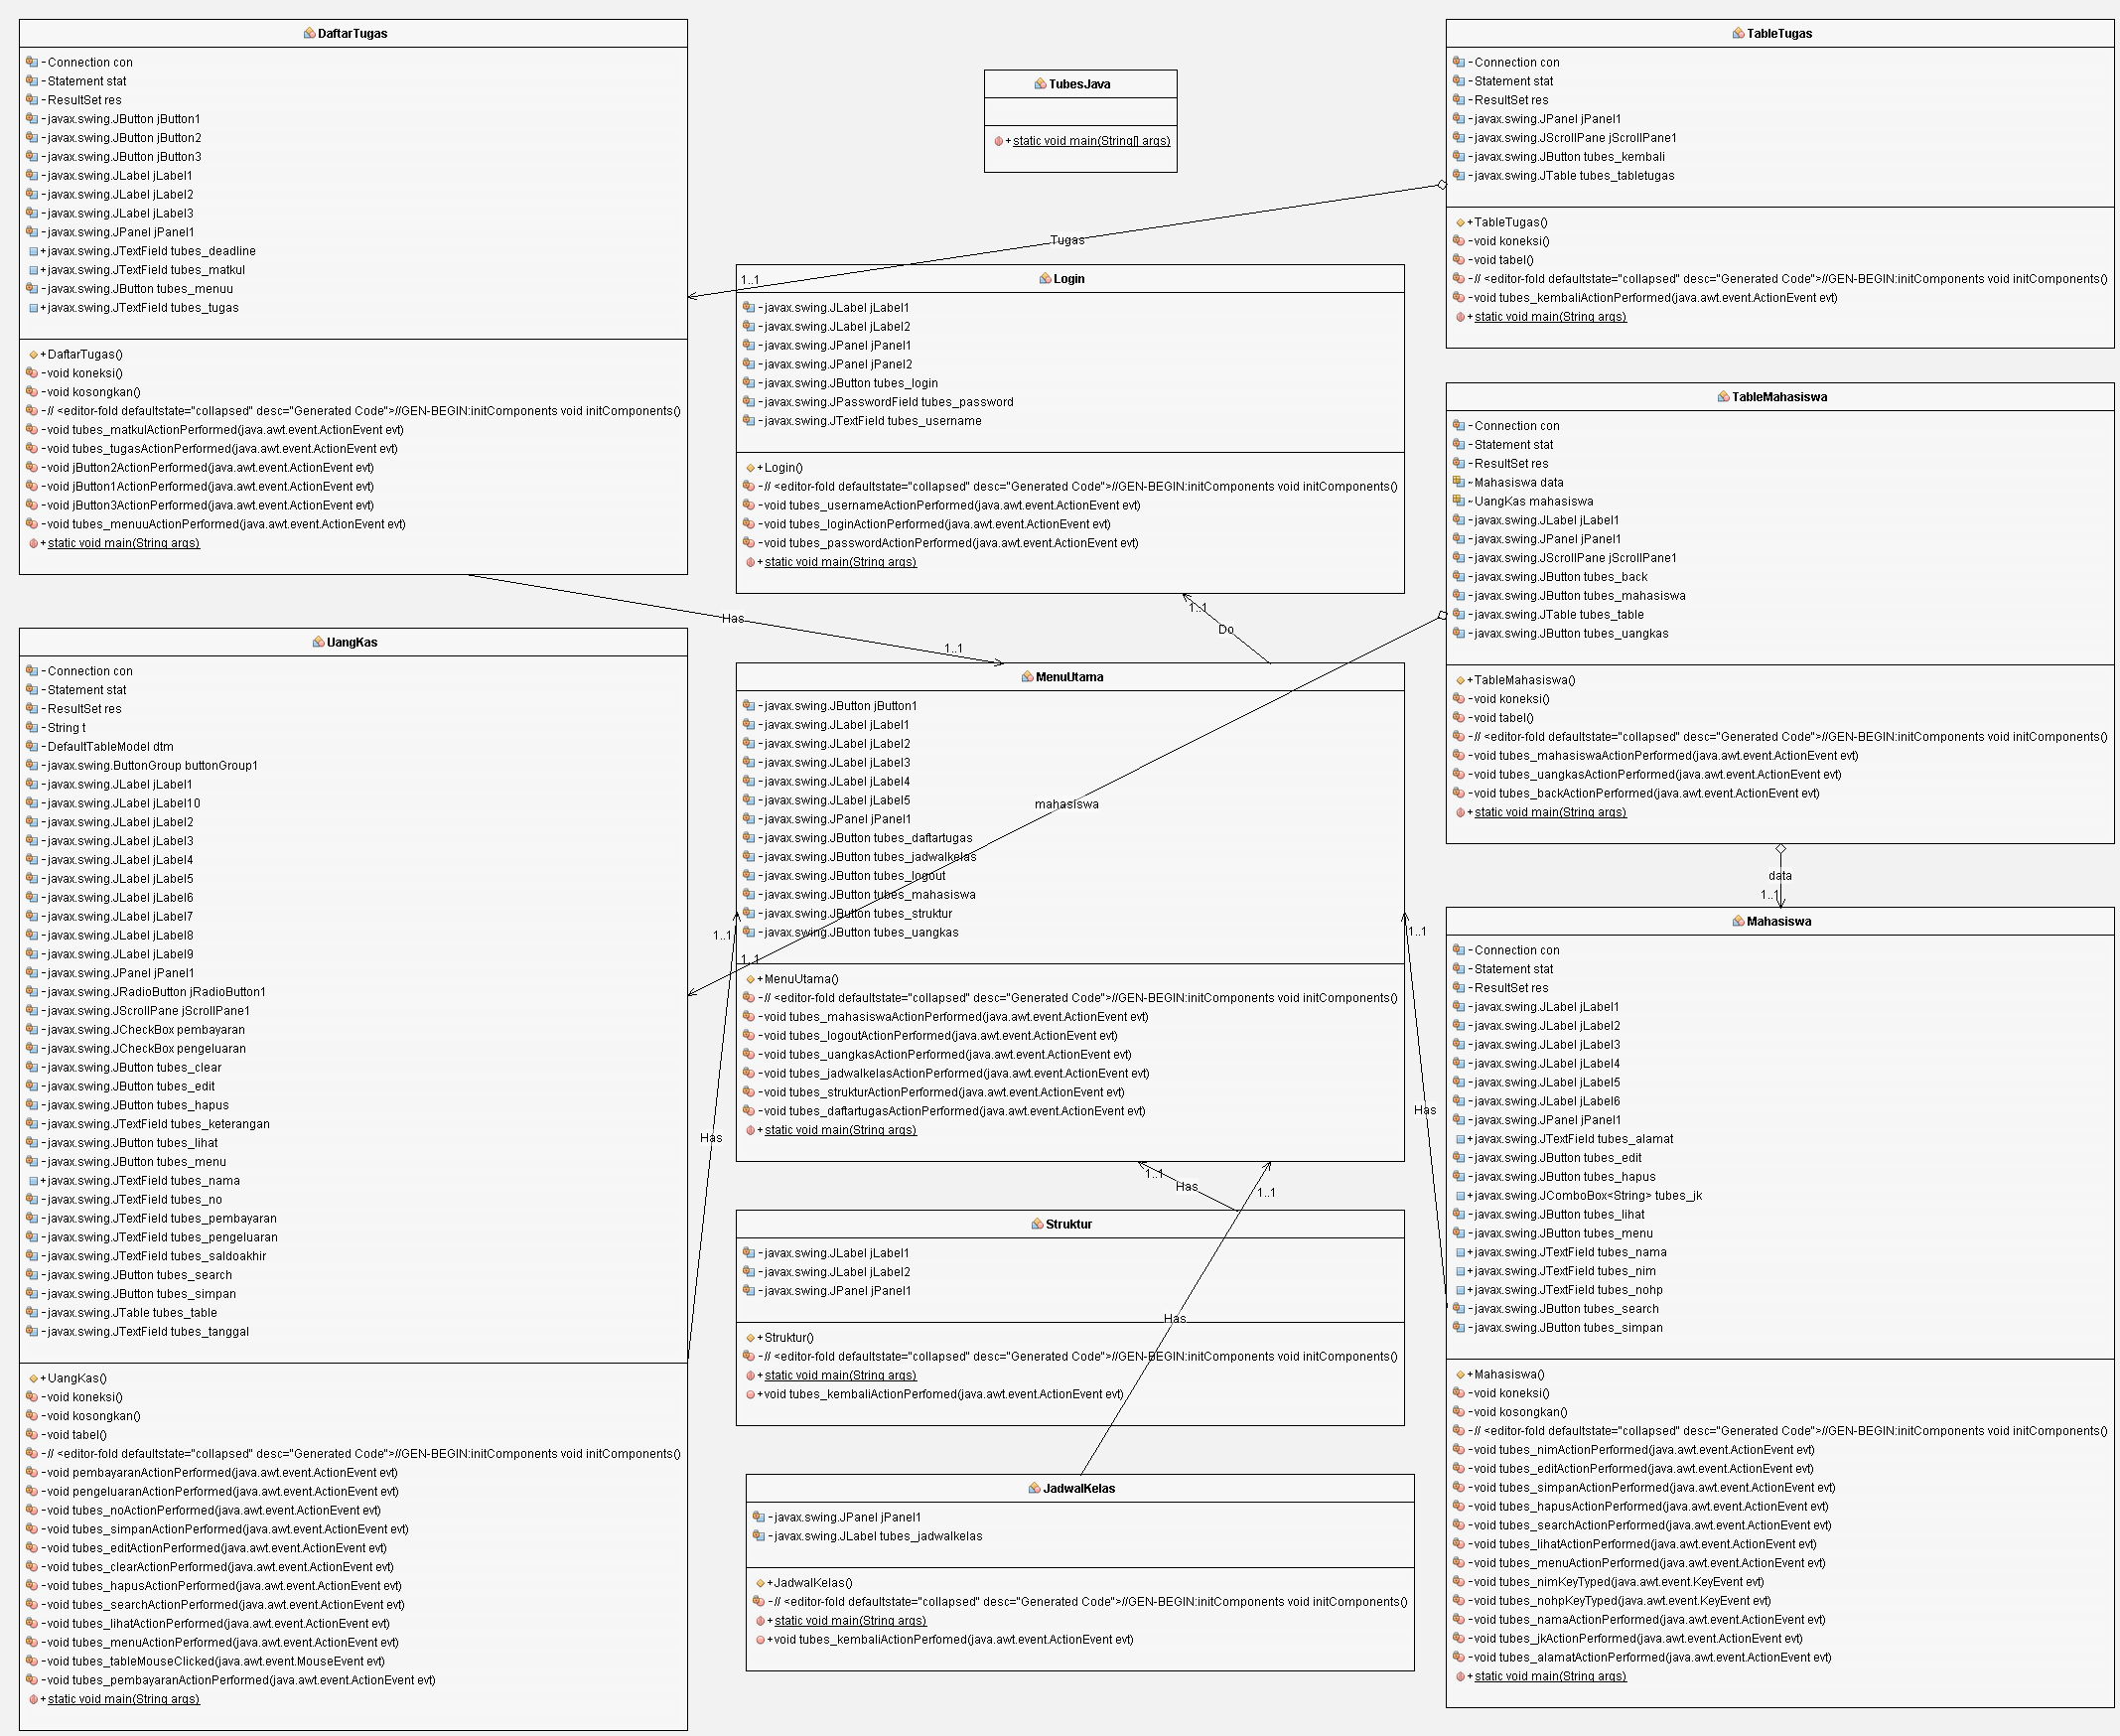 DaftarTugas
-Connection con
-Statement stat
-ResultSet res
-javax.swing.JButton jButton1
-javax.swing.JButton jButton2
-javax.swing.JButton jButton3
-javax.swing.JLabel jLabel1
-javax.swing.JLabel jLabel2
-javax.swing.JLabel jLabel3
-javax.swing.JPanel jPanel1
+javax.swing.JTextField tubes_deadline
+javax.swing.JTextField tubes_matkul
-javax.swing.JButton tubes_menuu
+javax.swing.JTextField tubes_tugas
+DaftarTugas()
-void koneksi()
-void kosongkan()
-// <editor-fold defaultstate="collapsed" desc="Generated Code">//GEN-BEGIN:initComponents void initComponents()
-void tubes_matkulActionPerformed(java.awt.event.ActionEvent evt)
-void tubes_tugasActionPerformed(java.awt.event.ActionEvent evt)
-void jButton2ActionPerformed(java.awt.event.ActionEvent evt)
-void jButton1ActionPerformed(java.awt.event.ActionEvent evt)
-void jButton3ActionPerformed(java.awt.event.ActionEvent evt)
-void tubes_menuuActionPerformed(java.awt.event.ActionEvent evt)
+static void main(String args)
TubesJava
+static void main(String[] args)
TableTugas
-Connection con
-Statement stat
-ResultSet res
-javax.swing.JPanel jPanel1
-javax.swing.JScrollPane jScrollPane1
-javax.swing.JButton tubes_kembali
-javax.swing.JTable tubes_tabletugas
+TableTugas()
-void koneksi()
-void tabel()
-// <editor-fold defaultstate="collapsed" desc="Generated Code">//GEN-BEGIN:initComponents void initComponents()
-void tubes_kembaliActionPerformed(java.awt.event.ActionEvent evt)
+static void main(String args)
Tugas
1..1
Login
-javax.swing.JLabel jLabel1
-javax.swing.JLabel jLabel2
-javax.swing.JPanel jPanel1
-javax.swing.JPanel jPanel2
-javax.swing.JButton tubes_login
-javax.swing.JPasswordField tubes_password
-javax.swing.JTextField tubes_username
+Login()
-// <editor-fold defaultstate="collapsed" desc="Generated Code">//GEN-BEGIN:initComponents void initComponents()
-void tubes_usernameActionPerformed(java.awt.event.ActionEvent evt)
-void tubes_loginActionPerformed(java.awt.event.ActionEvent evt)
-void tubes_passwordActionPerformed(java.awt.event.ActionEvent evt)
+static void main(String args)
TableMahasiswa
-Connection con
-Statement stat
-ResultSet res
~Mahasiswa data
~UangKas mahasiswa
-javax.swing.JLabel jLabel1
-javax.swing.JPanel jPanel1
-javax.swing.JScrollPane jScrollPane1
-javax.swing.JButton tubes_back
-javax.swing.JButton tubes_mahasiswa
-javax.swing.JTable tubes_table
-javax.swing.JButton tubes_uangkas
+TableMahasiswa()
-void koneksi()
-void tabel()
-// <editor-fold defaultstate="collapsed" desc="Generated Code">//GEN-BEGIN:initComponents void initComponents()
-void tubes_mahasiswaActionPerformed(java.awt.event.ActionEvent evt)
-void tubes_uangkasActionPerformed(java.awt.event.ActionEvent evt)
-void tubes_backActionPerformed(java.awt.event.ActionEvent evt)
+static void main(String args)
Has
1..1
1..1
Do
UangKas
-Connection con
-Statement stat
-ResultSet res
-String t
-DefaultTableModel dtm
-javax.swing.ButtonGroup buttonGroup1
-javax.swing.JLabel jLabel1
-javax.swing.JLabel jLabel10
-javax.swing.JLabel jLabel2
-javax.swing.JLabel jLabel3
-javax.swing.JLabel jLabel4
-javax.swing.JLabel jLabel5
-javax.swing.JLabel jLabel6
-javax.swing.JLabel jLabel7
-javax.swing.JLabel jLabel8
-javax.swing.JLabel jLabel9
-javax.swing.JPanel jPanel1
-javax.swing.JRadioButton jRadioButton1
-javax.swing.JScrollPane jScrollPane1
-javax.swing.JCheckBox pembayaran
-javax.swing.JCheckBox pengeluaran
-javax.swing.JButton tubes_clear
-javax.swing.JButton tubes_edit
-javax.swing.JButton tubes_hapus
-javax.swing.JTextField tubes_keterangan
-javax.swing.JButton tubes_lihat
-javax.swing.JButton tubes_menu
+javax.swing.JTextField tubes_nama
-javax.swing.JTextField tubes_no
-javax.swing.JTextField tubes_pembayaran
-javax.swing.JTextField tubes_pengeluaran
-javax.swing.JTextField tubes_saldoakhir
-javax.swing.JButton tubes_search
-javax.swing.JButton tubes_simpan
-javax.swing.JTable tubes_table
-javax.swing.JTextField tubes_tanggal
+UangKas()
-void koneksi()
-void kosongkan()
-void tabel()
-// <editor-fold defaultstate="collapsed" desc="Generated Code">//GEN-BEGIN:initComponents void initComponents()
-void pembayaranActionPerformed(java.awt.event.ActionEvent evt)
-void pengeluaranActionPerformed(java.awt.event.ActionEvent evt)
-void tubes_noActionPerformed(java.awt.event.ActionEvent evt)
-void tubes_simpanActionPerformed(java.awt.event.ActionEvent evt)
-void tubes_editActionPerformed(java.awt.event.ActionEvent evt)
-void tubes_clearActionPerformed(java.awt.event.ActionEvent evt)
-void tubes_hapusActionPerformed(java.awt.event.ActionEvent evt)
-void tubes_searchActionPerformed(java.awt.event.ActionEvent evt)
-void tubes_lihatActionPerformed(java.awt.event.ActionEvent evt)
-void tubes_menuActionPerformed(java.awt.event.ActionEvent evt)
-void tubes_tableMouseClicked(java.awt.event.MouseEvent evt)
-void tubes_pembayaranActionPerformed(java.awt.event.ActionEvent evt)
+static void main(String args)
1..1
Has
MenuUtama
-javax.swing.JButton jButton1
-javax.swing.JLabel jLabel1
-javax.swing.JLabel jLabel2
-javax.swing.JLabel jLabel3
-javax.swing.JLabel jLabel4
-javax.swing.JLabel jLabel5
-javax.swing.JPanel jPanel1
-javax.swing.JButton tubes_daftartugas
-javax.swing.JButton tubes_jadwalkelas
-javax.swing.JButton tubes_logout
-javax.swing.JButton tubes_mahasiswa
-javax.swing.JButton tubes_struktur
-javax.swing.JButton tubes_uangkas
mahasiswa
1..1
+MenuUtama()
-// <editor-fold defaultstate="collapsed" desc="Generated Code">//GEN-BEGIN:initComponents void initComponents()
-void tubes_mahasiswaActionPerformed(java.awt.event.ActionEvent evt)
-void tubes_logoutActionPerformed(java.awt.event.ActionEvent evt)
-void tubes_uangkasActionPerformed(java.awt.event.ActionEvent evt)
-void tubes_jadwalkelasActionPerformed(java.awt.event.ActionEvent evt)
-void tubes_strukturActionPerformed(java.awt.event.ActionEvent evt)
-void tubes_daftartugasActionPerformed(java.awt.event.ActionEvent evt)
+static void main(String args)
1..1
Has
data
1..1
Mahasiswa
-Connection con
-Statement stat
-ResultSet res
-javax.swing.JLabel jLabel1
-javax.swing.JLabel jLabel2
-javax.swing.JLabel jLabel3
-javax.swing.JLabel jLabel4
-javax.swing.JLabel jLabel5
-javax.swing.JLabel jLabel6
-javax.swing.JPanel jPanel1
+javax.swing.JTextField tubes_alamat
-javax.swing.JButton tubes_edit
-javax.swing.JButton tubes_hapus
+javax.swing.JComboBox<String> tubes_jk
-javax.swing.JButton tubes_lihat
-javax.swing.JButton tubes_menu
+javax.swing.JTextField tubes_nama
+javax.swing.JTextField tubes_nim
+javax.swing.JTextField tubes_nohp
-javax.swing.JButton tubes_search
-javax.swing.JButton tubes_simpan
+Mahasiswa()
-void koneksi()
-void kosongkan()
-// <editor-fold defaultstate="collapsed" desc="Generated Code">//GEN-BEGIN:initComponents void initComponents()
-void tubes_nimActionPerformed(java.awt.event.ActionEvent evt)
-void tubes_editActionPerformed(java.awt.event.ActionEvent evt)
-void tubes_simpanActionPerformed(java.awt.event.ActionEvent evt)
-void tubes_hapusActionPerformed(java.awt.event.ActionEvent evt)
-void tubes_searchActionPerformed(java.awt.event.ActionEvent evt)
-void tubes_lihatActionPerformed(java.awt.event.ActionEvent evt)
-void tubes_menuActionPerformed(java.awt.event.ActionEvent evt)
-void tubes_nimKeyTyped(java.awt.event.KeyEvent evt)
-void tubes_nohpKeyTyped(java.awt.event.KeyEvent evt)
-void tubes_namaActionPerformed(java.awt.event.ActionEvent evt)
-void tubes_jkActionPerformed(java.awt.event.ActionEvent evt)
-void tubes_alamatActionPerformed(java.awt.event.ActionEvent evt)
+static void main(String args)
1..1
Has
1..1
Struktur
-javax.swing.JLabel jLabel1
-javax.swing.JLabel jLabel2
-javax.swing.JPanel jPanel1
Has
+Struktur()
-// <editor-fold defaultstate="collapsed" desc="Generated Code">//GEN-BEGIN:initComponents void initComponents()
+static void main(String args)
+void tubes_kembaliActionPerfomed(java.awt.event.ActionEvent evt)
JadwalKelas
-javax.swing.JPanel jPanel1
-javax.swing.JLabel tubes_jadwalkelas
+JadwalKelas()
-// <editor-fold defaultstate="collapsed" desc="Generated Code">//GEN-BEGIN:initComponents void initComponents()
+static void main(String args)
+void tubes_kembaliActionPerfomed(java.awt.event.ActionEvent evt)